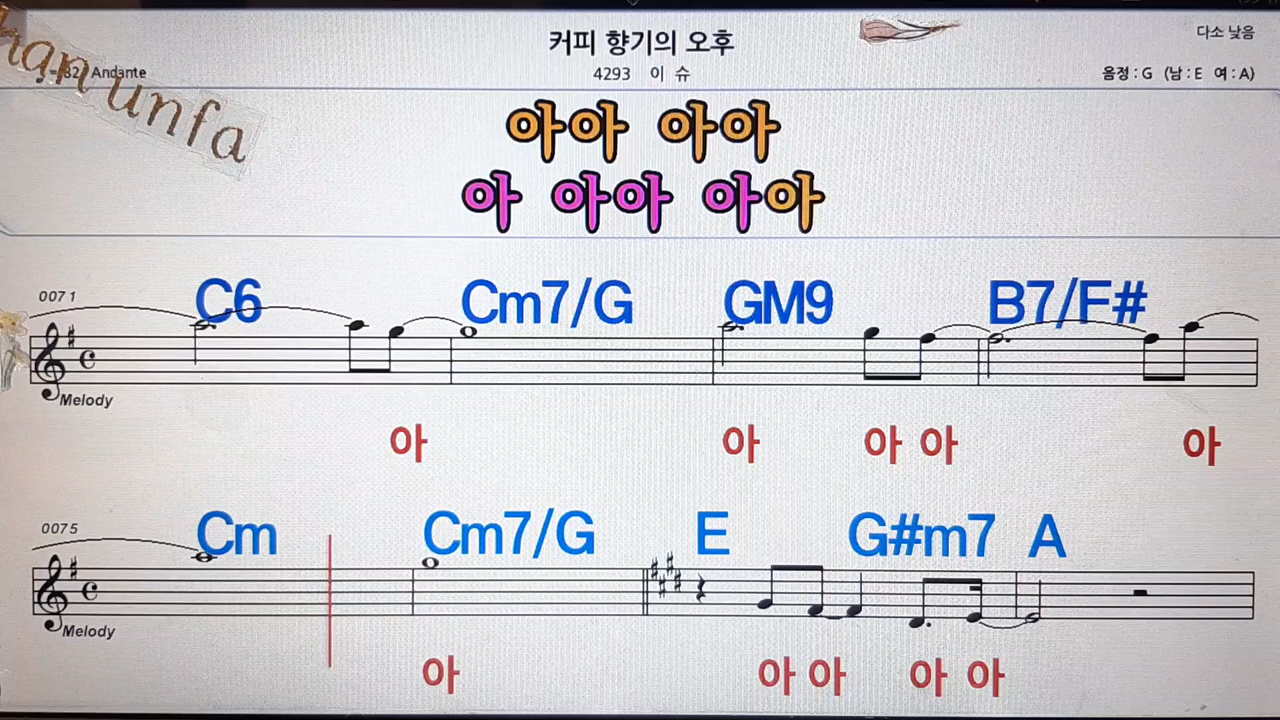 커피 향기의 오후
다소 낮음
han unfa
Andante
4293 이 슈
음정 : G (남 : E 여 : A)
아아 아아
아 아아 아아
C6 Cm7/G GM9 B7/F#
0071
Melody
아 아 아 아 아
Cm Cm7/G E G#m7 A
0075
Melody
아 아 아 아 아